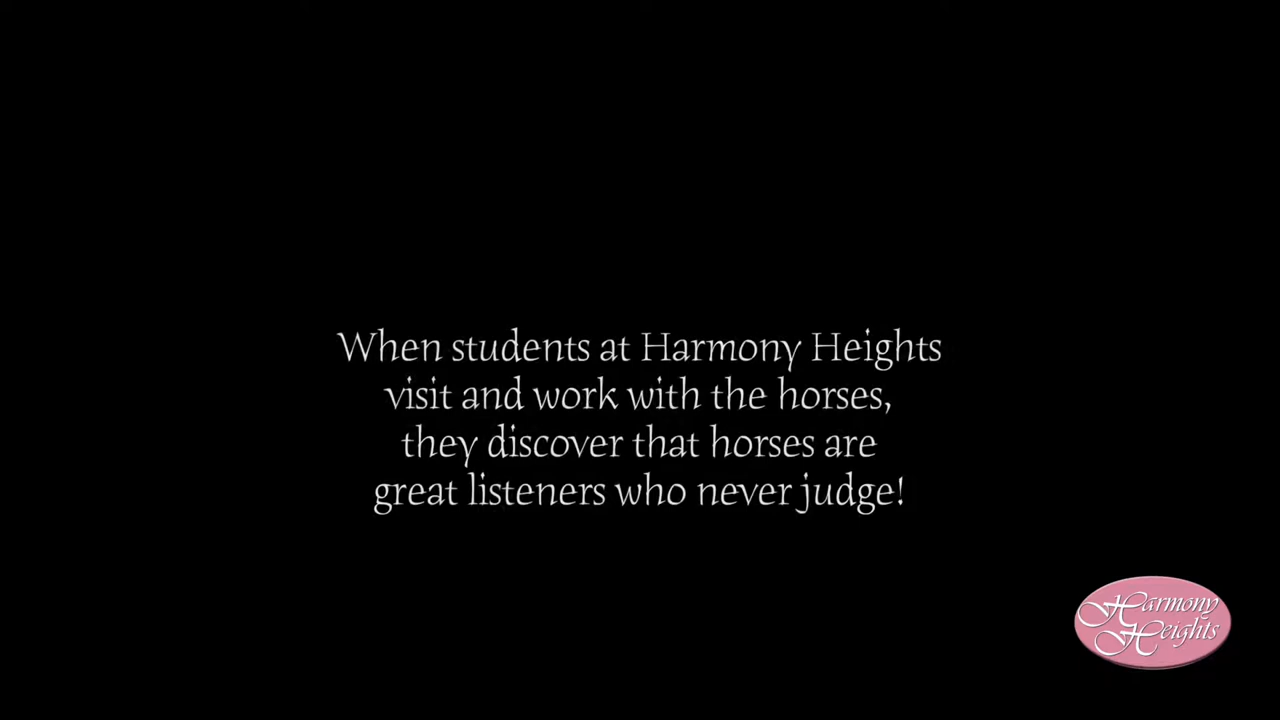 When students at Harmony Heights
visit and work with the horses,
they discover that horses are
great listeners who never judge!
Harmony
Heights